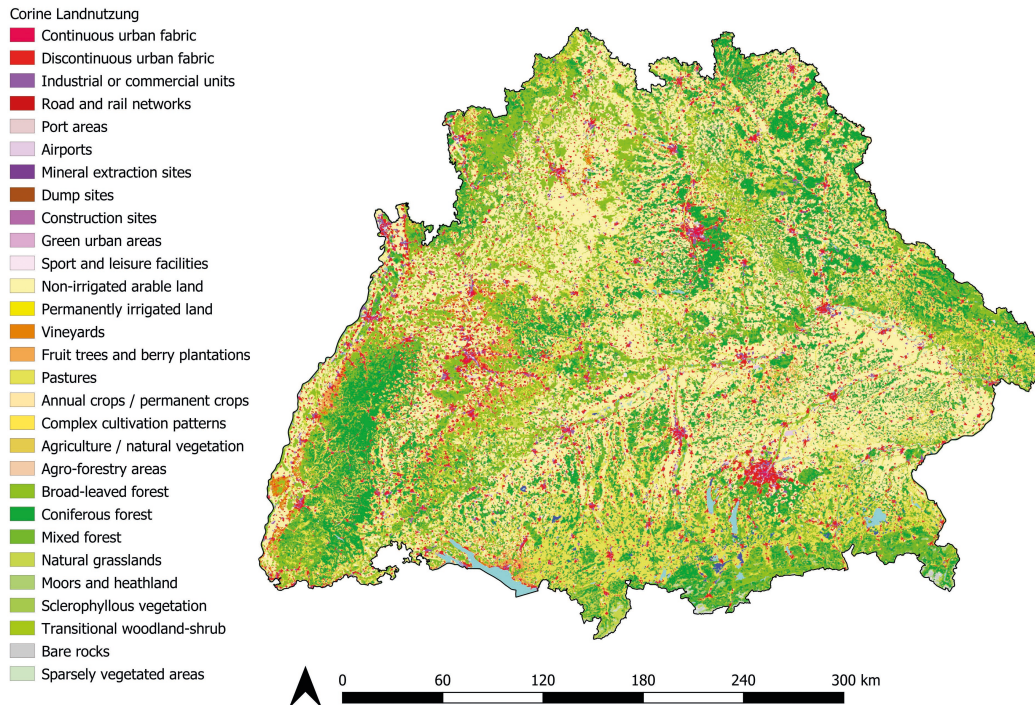 Corine Landnutzung
Continuous urban fabric
Discontinuous urban fabric
Industrial or commercial units
Road and rail networks
Port areas
Airports
Mineral extraction sites
Dump sites
Construction sites
Green urban areas
Sport and leisure facilities
Non-irrigated arable land
Permanently irrigated land
Vineyards
Fruit trees and berry plantations
Pastures
Annual crops / permanent crops
Complex cultivation patterns
Agriculture / natural vegetation
Agro-forestry areas
Broad-leaved forest
Coniferous forest
Mixed forest
Natural grasslands
Moors and heathland
Sclerophyllous vegetation
Transitional woodland-shrub
Bare rocks
Sparsely vegetated areas
0 60 120 180 240 300 km